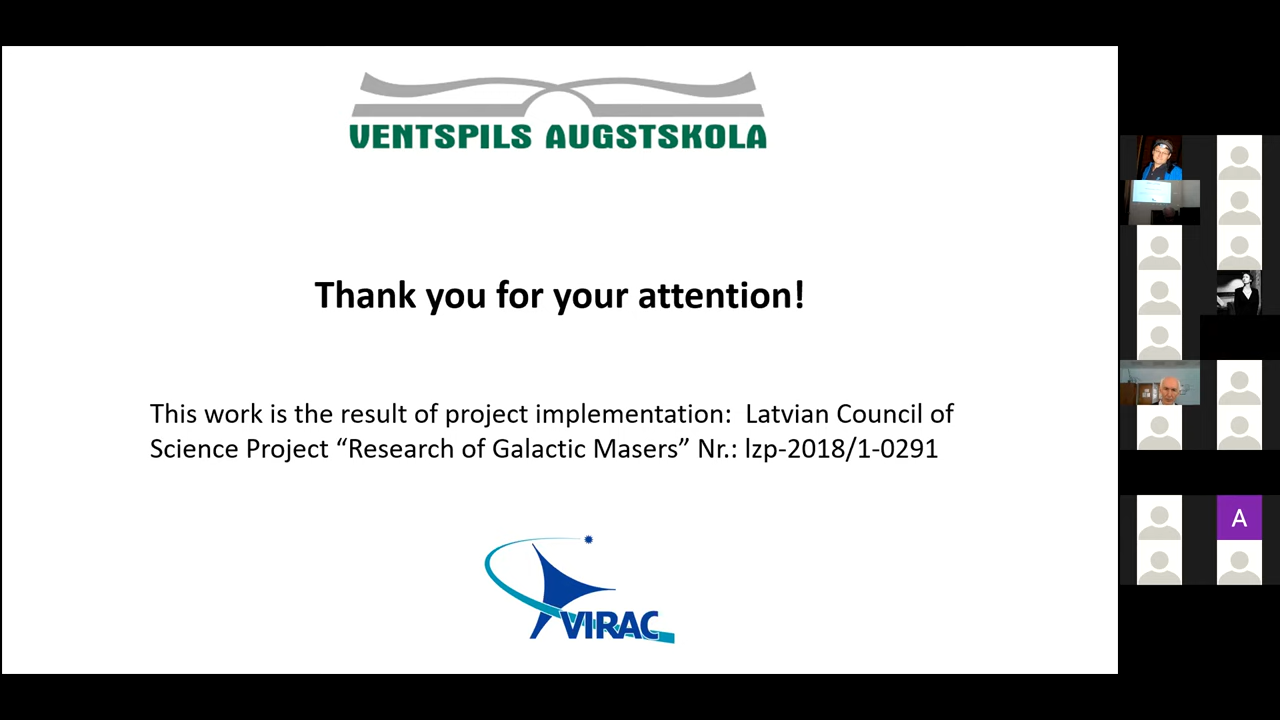 VENTSPILS AUGSTSKOLA
Thank you for your attention!
This work is the result of project implementation:  Latvian Council of
Science Project “Research of Galactic Masers” Nr.: lzp-2018/1-0291
VIRAC
A